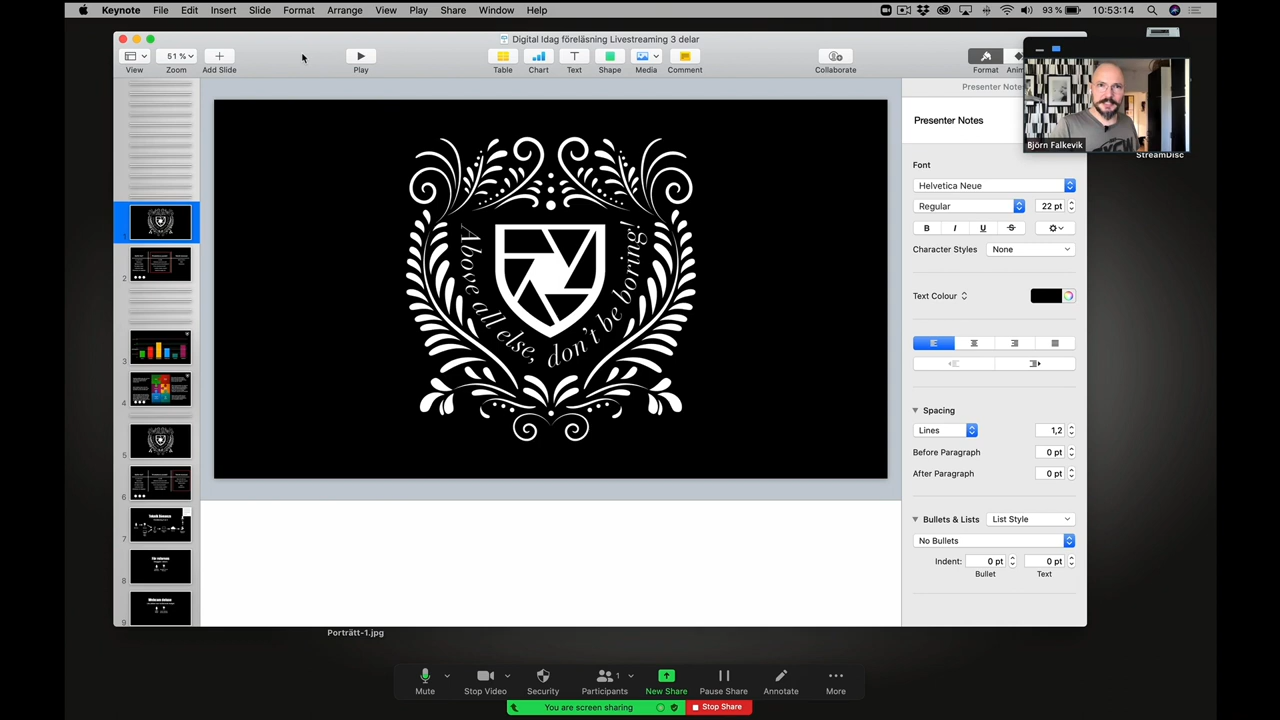 Keynote File Edit Insert Slide Format Arrange View Play Share Window Help
93 % 10:53:14
Digital Idag föreläsning Livestreaming 3 delar
51 %
View Zoom Add Slide Play Table Chart Text Shape Media Comment Collaborate Format
Presenter Notes
Björn Falkevik
StreamDisc
Above all else, don't be boring!
Font
Helvetica Neue
Regular 22 pt
B I U S
Character Styles None
Text Colour
Spacing
Lines 1,2
Before Paragraph 0 pt
After Paragraph 0 pt
Bullets & Lists List Style
No Bullets
Indent: 0 pt 0 pt
Bullet Text
1
2
3
4
5
6
7
8
9
Porträtt-1.jpg
1
Mute Stop Video Security Participants New Share Pause Share Annotate More
You are screen sharing Stop Share